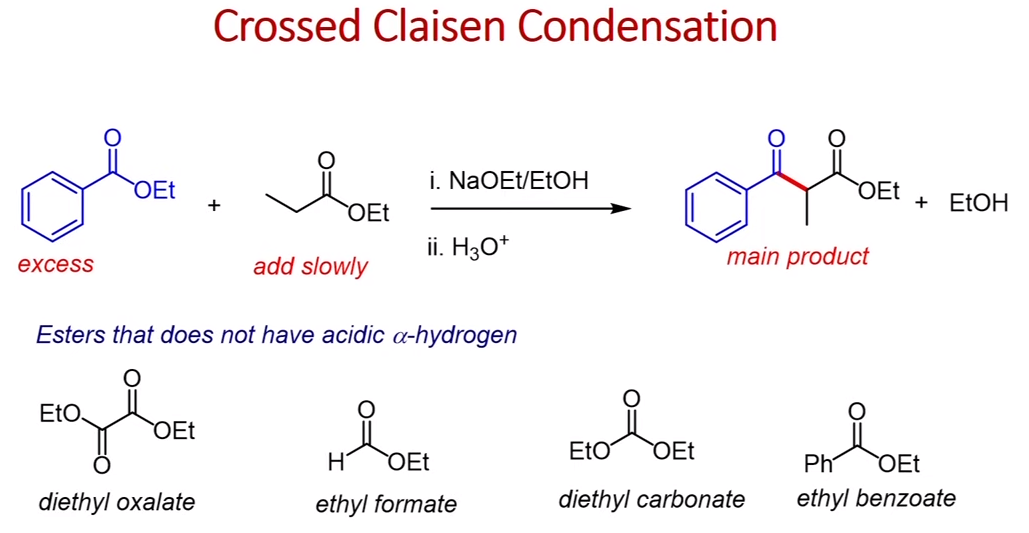 Crossed Claisen Condensation
O
OEt
excess
+
O
OEt
add slowly
i. NaOEt/EtOH
ii. H₃O⁺
O O
OEt
main product
+ EtOH
Esters that does not have acidic α-hydrogen
O
EtO
OEt
O
diethyl oxalate
O
H OEt
ethyl formate
O
EtO OEt
diethyl carbonate
O
Ph OEt
ethyl benzoate